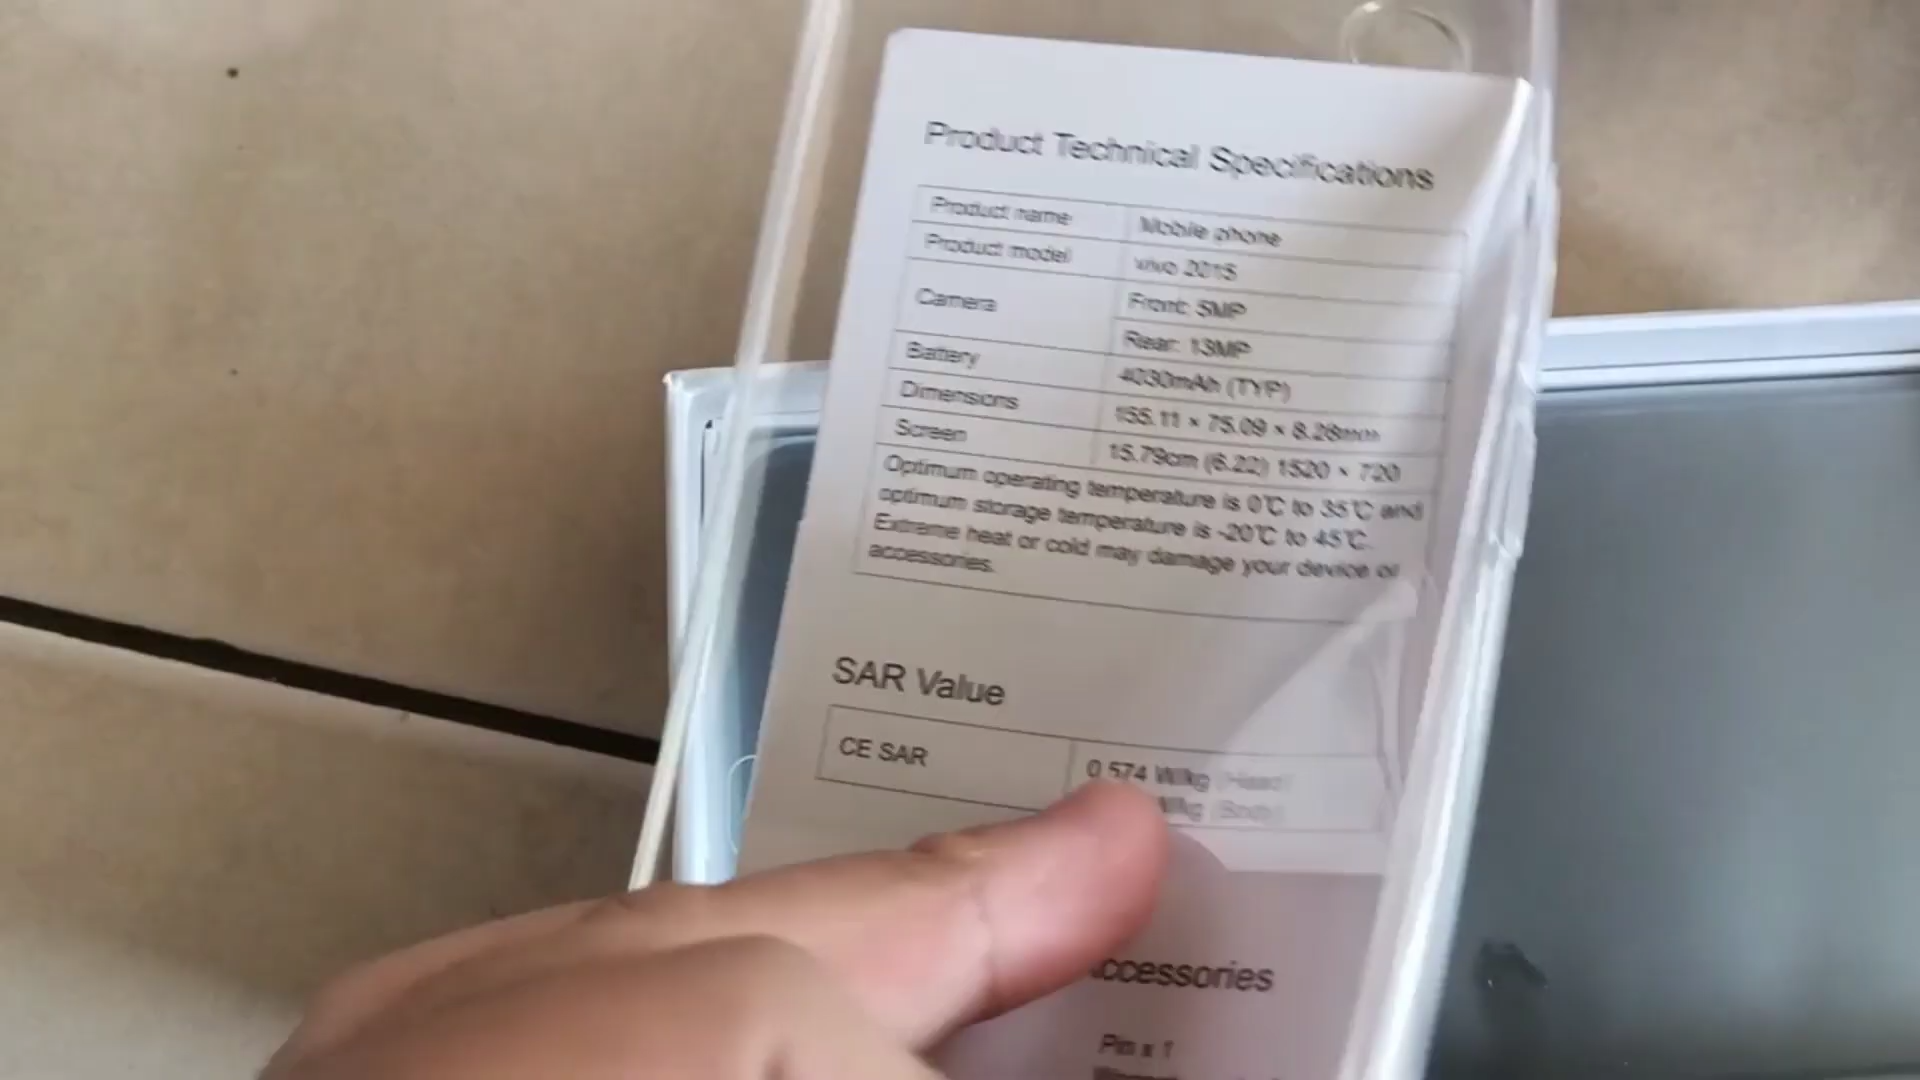 Product Technical Specifications
Product name Mobile phone
Product model vivo 2015
Camera Front: 5MP
Rear: 13MP
Battery 4030mAh (TYP)
Dimensions 155.11 × 75.09 × 8.28mm
Screen 15.79cm (6.22) 1520 × 720
Optimum operating temperature is 0℃ to 35℃ and
optimum storage temperature is -20℃ to 45℃.
Extreme heat or cold may damage your device or
accessories.
SAR Value
CE SAR 0.574 W/kg (Head)
W/kg (Body)
ccessories
Pin x 1